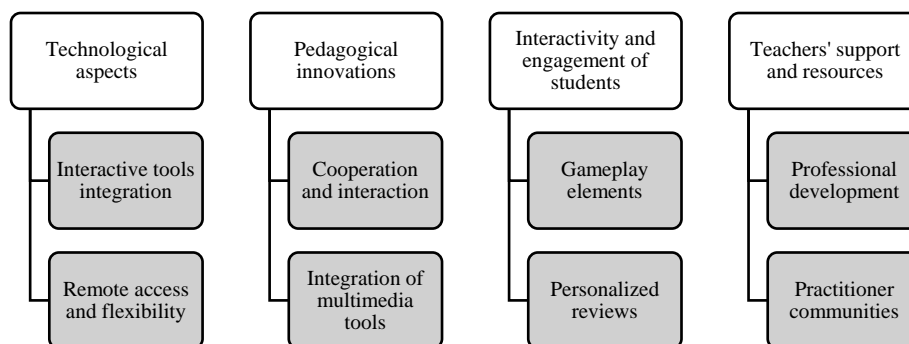 Technological
aspects
Interactive tools
integration
Remote access
and flexibility
Pedagogical
innovations
Cooperation
and interaction
Integration of
multimedia
tools
Interactivity and
engagement of
students
Gameplay
elements
Personalized
reviews
Teachers' support
and resources
Professional
development
Practitioner
communities